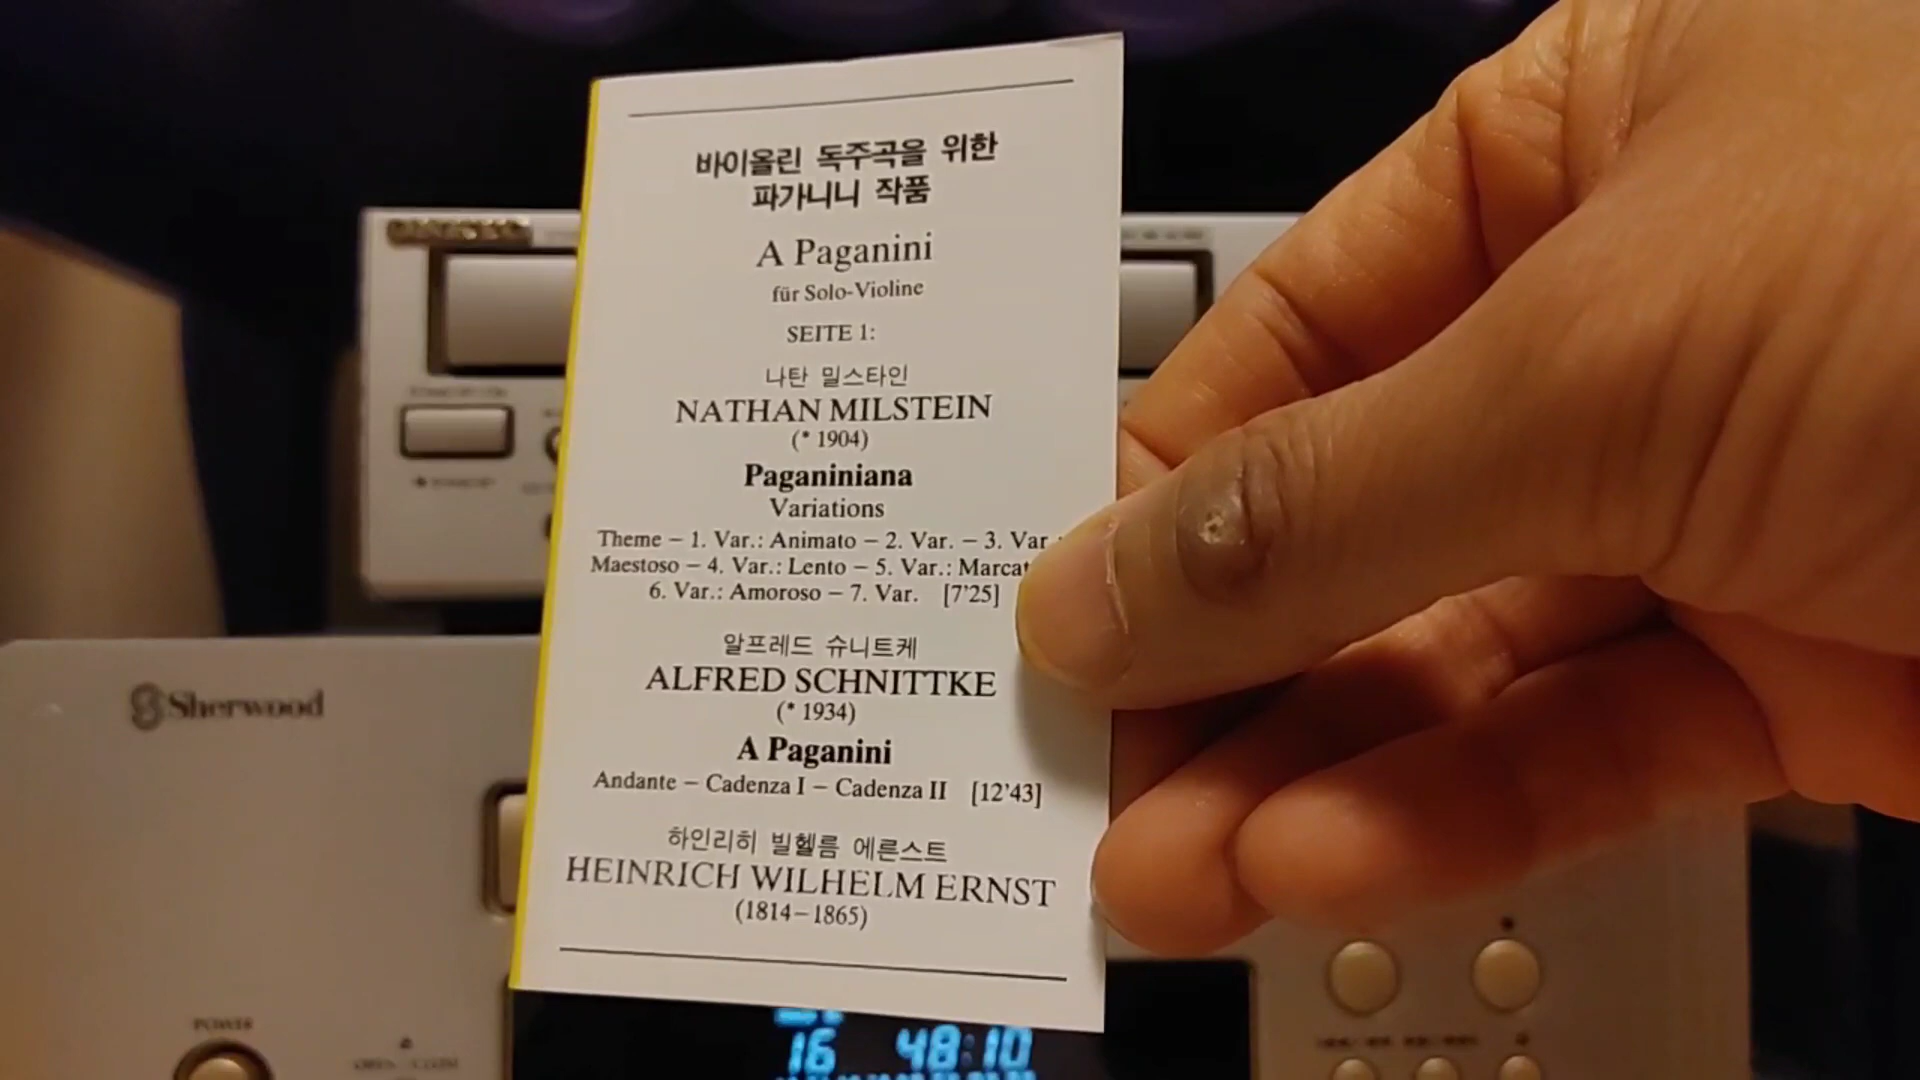 바이올린 독주곡을 위한
파가니니 작품
A Paganini
für Solo-Violine
SEITE 1:
나탄 밀스타인
NATHAN MILSTEIN
(* 1904)
Paganiniana
Variations
Theme – 1. Var.: Animato – 2. Var. – 3. Var
Maestoso – 4. Var.: Lento – 5. Var.: Marcat
6. Var.: Amoroso – 7. Var. [7'25]
알프레드 슈니트케
ALFRED SCHNITTKE
(* 1934)
A Paganini
Andante – Cadenza I – Cadenza II [12'43]
하인리히 빌헬름 에른스트
HEINRICH WILHELM ERNST
(1814–1865)
Sherwood
POWER
16 48:10